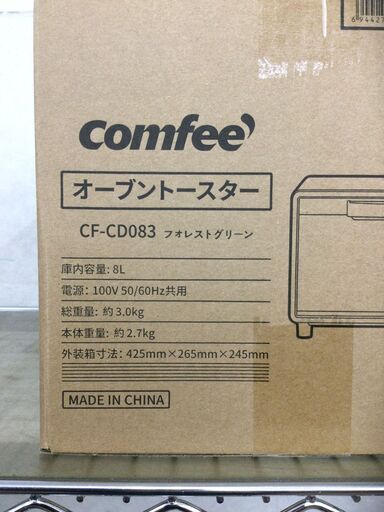 69442
comfee'
オーブントースター
CF-CD083 フォレストグリーン
庫内容量: 8L
電源: 100V 50/60Hz共用
総重量: 約3.0kg
本体重量: 約2.7kg
外装箱寸法: 425mm×265mm×245mm
MADE IN CHINA